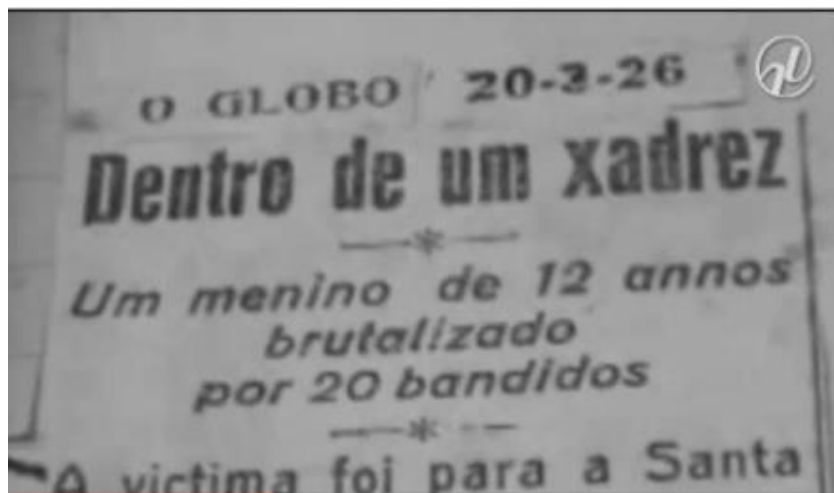 O GLOBO 20-3-26
Dentro de um xadrez
Um menino de 12 annos
brutalizado
por 20 bandidos
A victima foi para a Santa